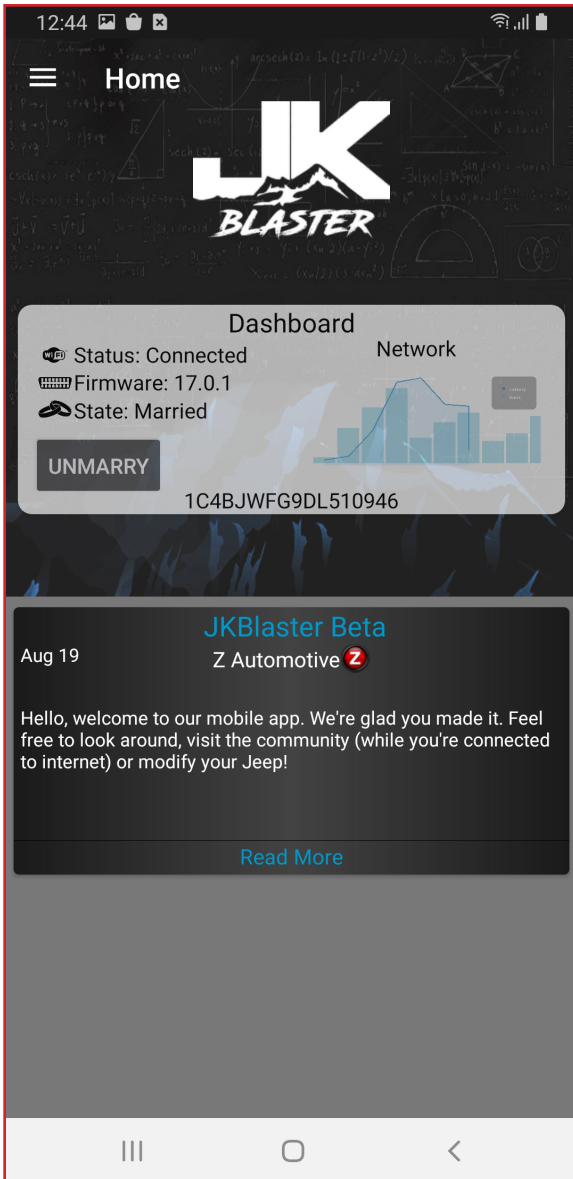 12:44
Home
JK
BLASTER
Dashboard
Status: Connected
Network
Firmware: 17.0.1
State: Married
UNMARRY
1C4BJWFG9DL510946
JKBlaster Beta
Aug 19
Z Automotive Z
Hello, welcome to our mobile app. We're glad you made it. Feel
free to look around, visit the community (while you're connected
to internet) or modify your Jeep!
Read More